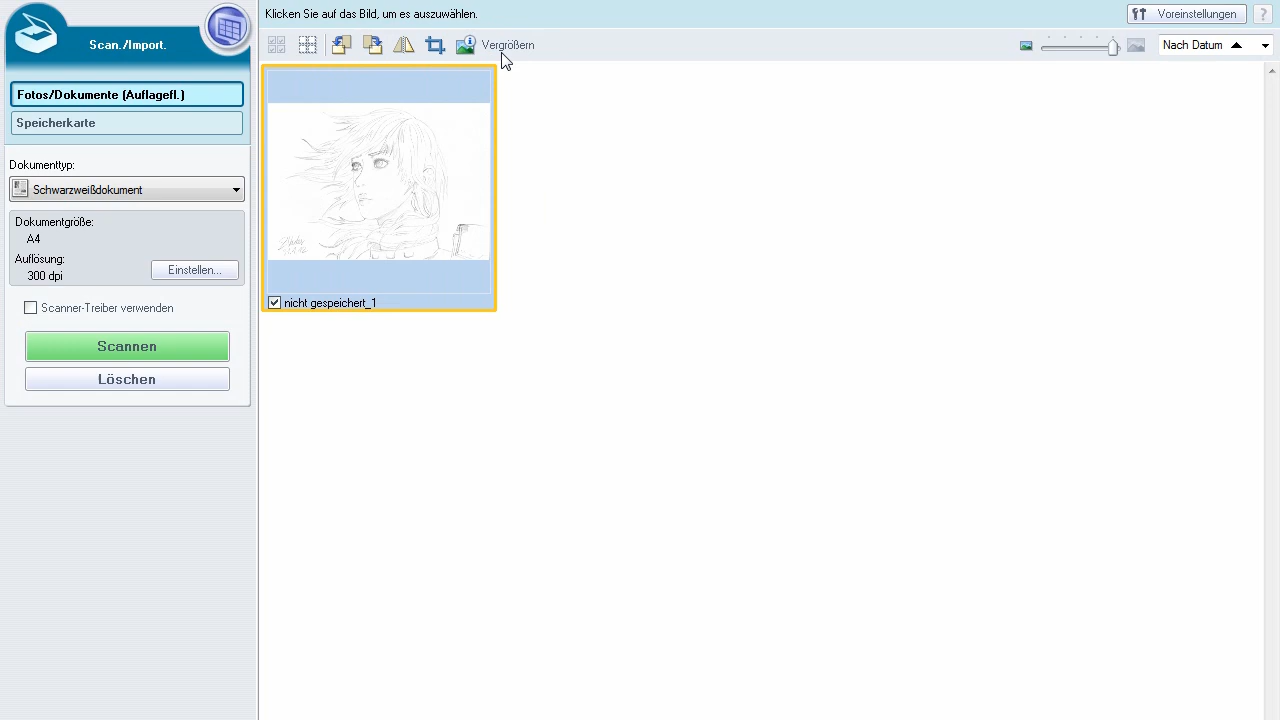 Klicken Sie auf das Bild, um es auszuwählen.
Voreinstellungen
?
Scan./Import.
Vergrößern
Nach Datum
Fotos/Dokumente (Auflagefl.)
Speicherkarte
Dokumenttyp:
Schwarzweißdokument
Dokumentgröße:
A4
Auflösung:
300 dpi
Einstellen...
Scanner-Treiber verwenden
nicht gespeichert_1
Scannen
Löschen